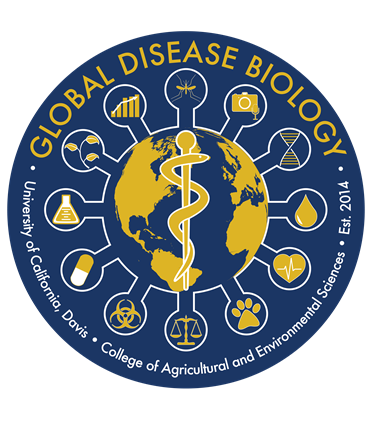 GLOBAL DISEASE BIOLOGY
University of California, Davis • College of Agricultural and Environmental Sciences • Est. 2014